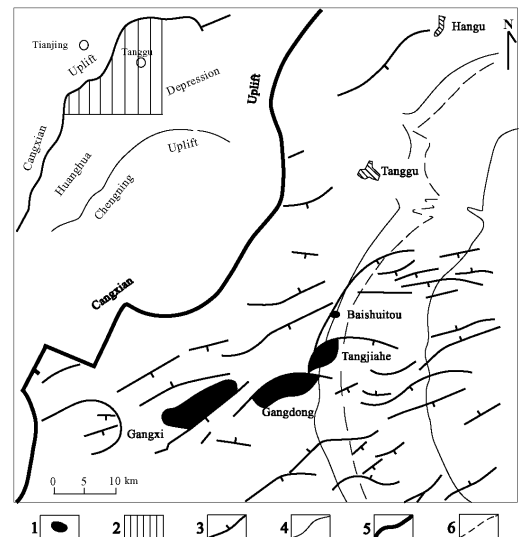 Hangu
N
Tianjing
Uplift
Tanggu
Depression
Uplift
Cangxian
Huanghua
Uplift
Chengning
Tanggu
Cangxian
Baishuitou
Tangjiahe
Gangdong
Gangxi
0 5 10 km
1 2 3 4 5 6